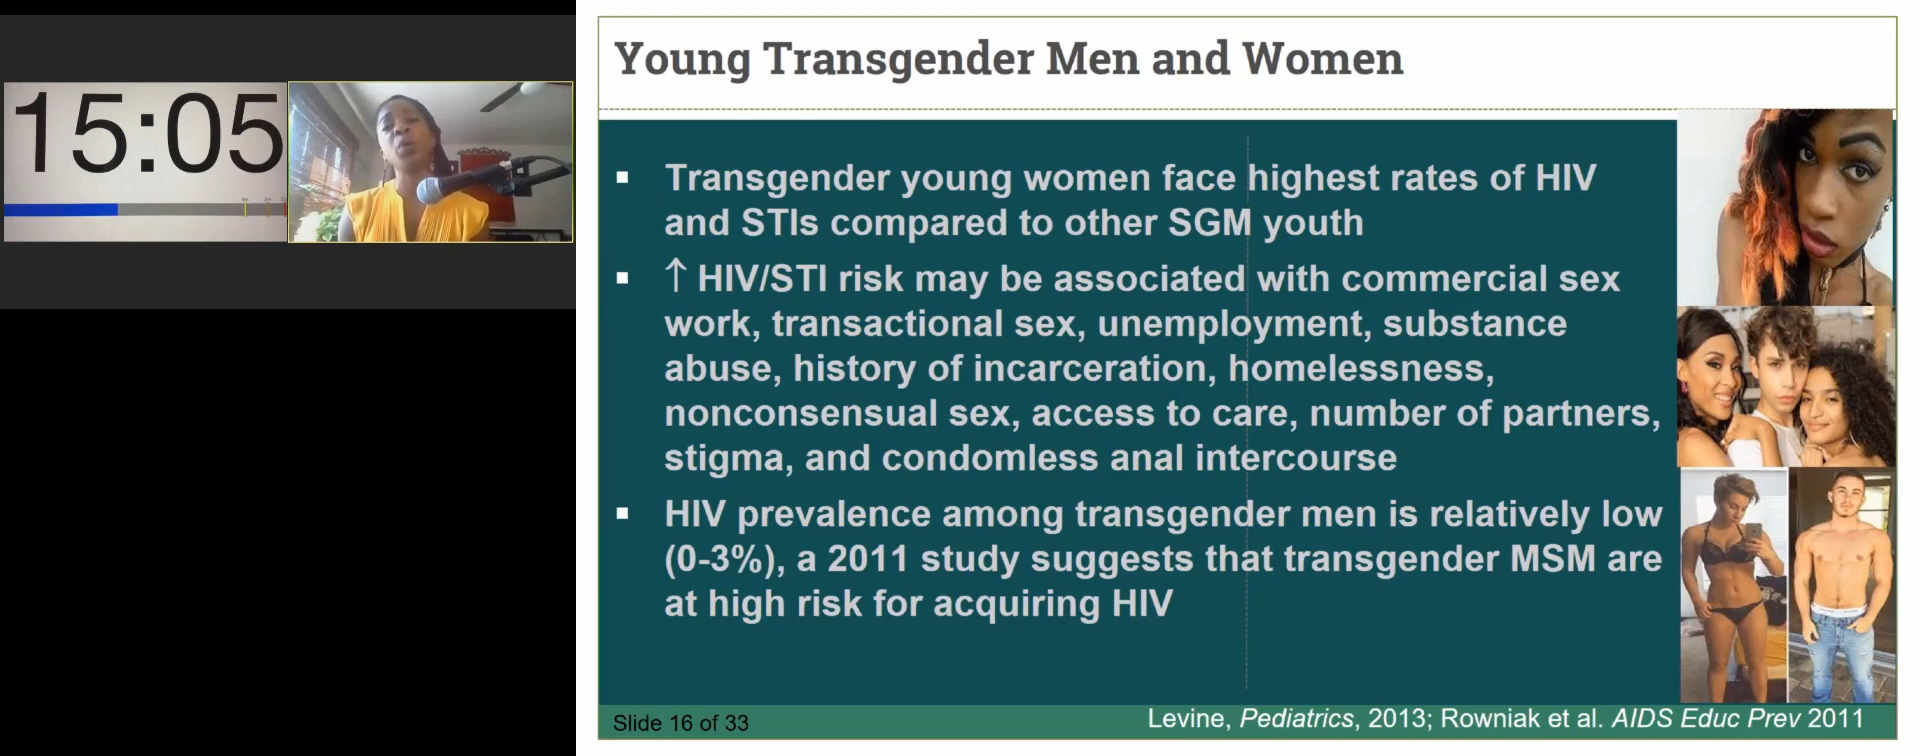 15:05
Young Transgender Men and Women
▪ Transgender young women face highest rates of HIV
and STIs compared to other SGM youth
▪ ↑ HIV/STI risk may be associated with commercial sex
work, transactional sex, unemployment, substance
abuse, history of incarceration, homelessness,
nonconsensual sex, access to care, number of partners,
stigma, and condomless anal intercourse
▪ HIV prevalence among transgender men is relatively low
(0-3%), a 2011 study suggests that transgender MSM are
at high risk for acquiring HIV
Slide 16 of 33
Levine, Pediatrics, 2013; Rowniak et al. AIDS Educ Prev 2011